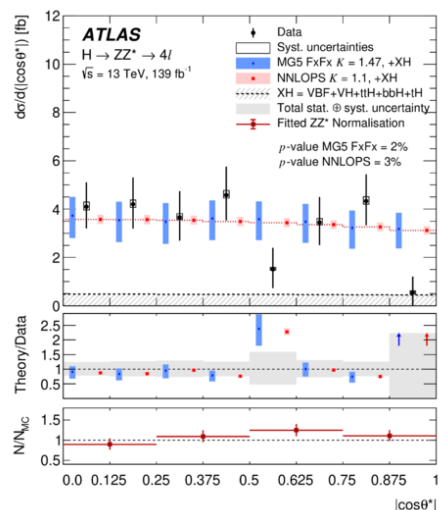 dσ/d(|cosθ*|) [fb]
14
12
10
8
6
4
2
0
ATLAS
H → ZZ* → 4l
√s = 13 TeV, 139 fb⁻¹
Data
Syst. uncertainties
MG5 FxFx K = 1.47, +XH
NNLOPS K = 1.1, +XH
XH = VBF+VH+ttH+bbH+tH
Total stat. ⊕ syst. uncertainty
Fitted ZZ* Normalisation
p-value MG5 FxFx = 2%
p-value NNLOPS = 3%
Theory/Data
2.5
2
1.5
1
0.5
N/N_MC
1.5
1
0.5
0.0 0.125 0.25 0.375 0.5 0.625 0.75 0.875 1
|cosθ*|